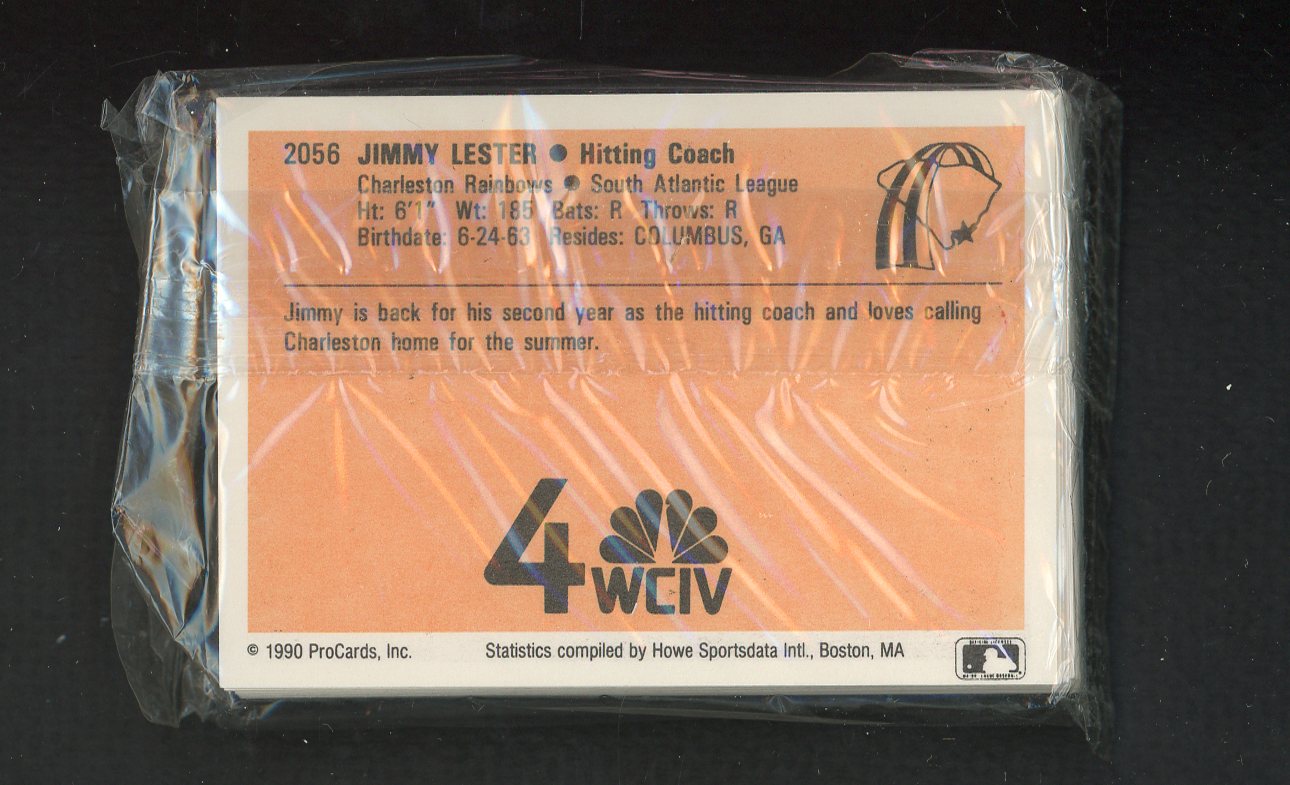 2056 JIMMY LESTER ● Hitting Coach
Charleston Rainbows ● South Atlantic League
Ht: 6'1" Wt: 185 Bats: R Throws: R
Birthdate: 6-24-63 Resides: COLUMBUS, GA
Jimmy is back for his second year as the hitting coach and loves calling
Charleston home for the summer.
4
WCIV
© 1990 ProCards, Inc. Statistics compiled by Howe Sportsdata Intl., Boston, MA